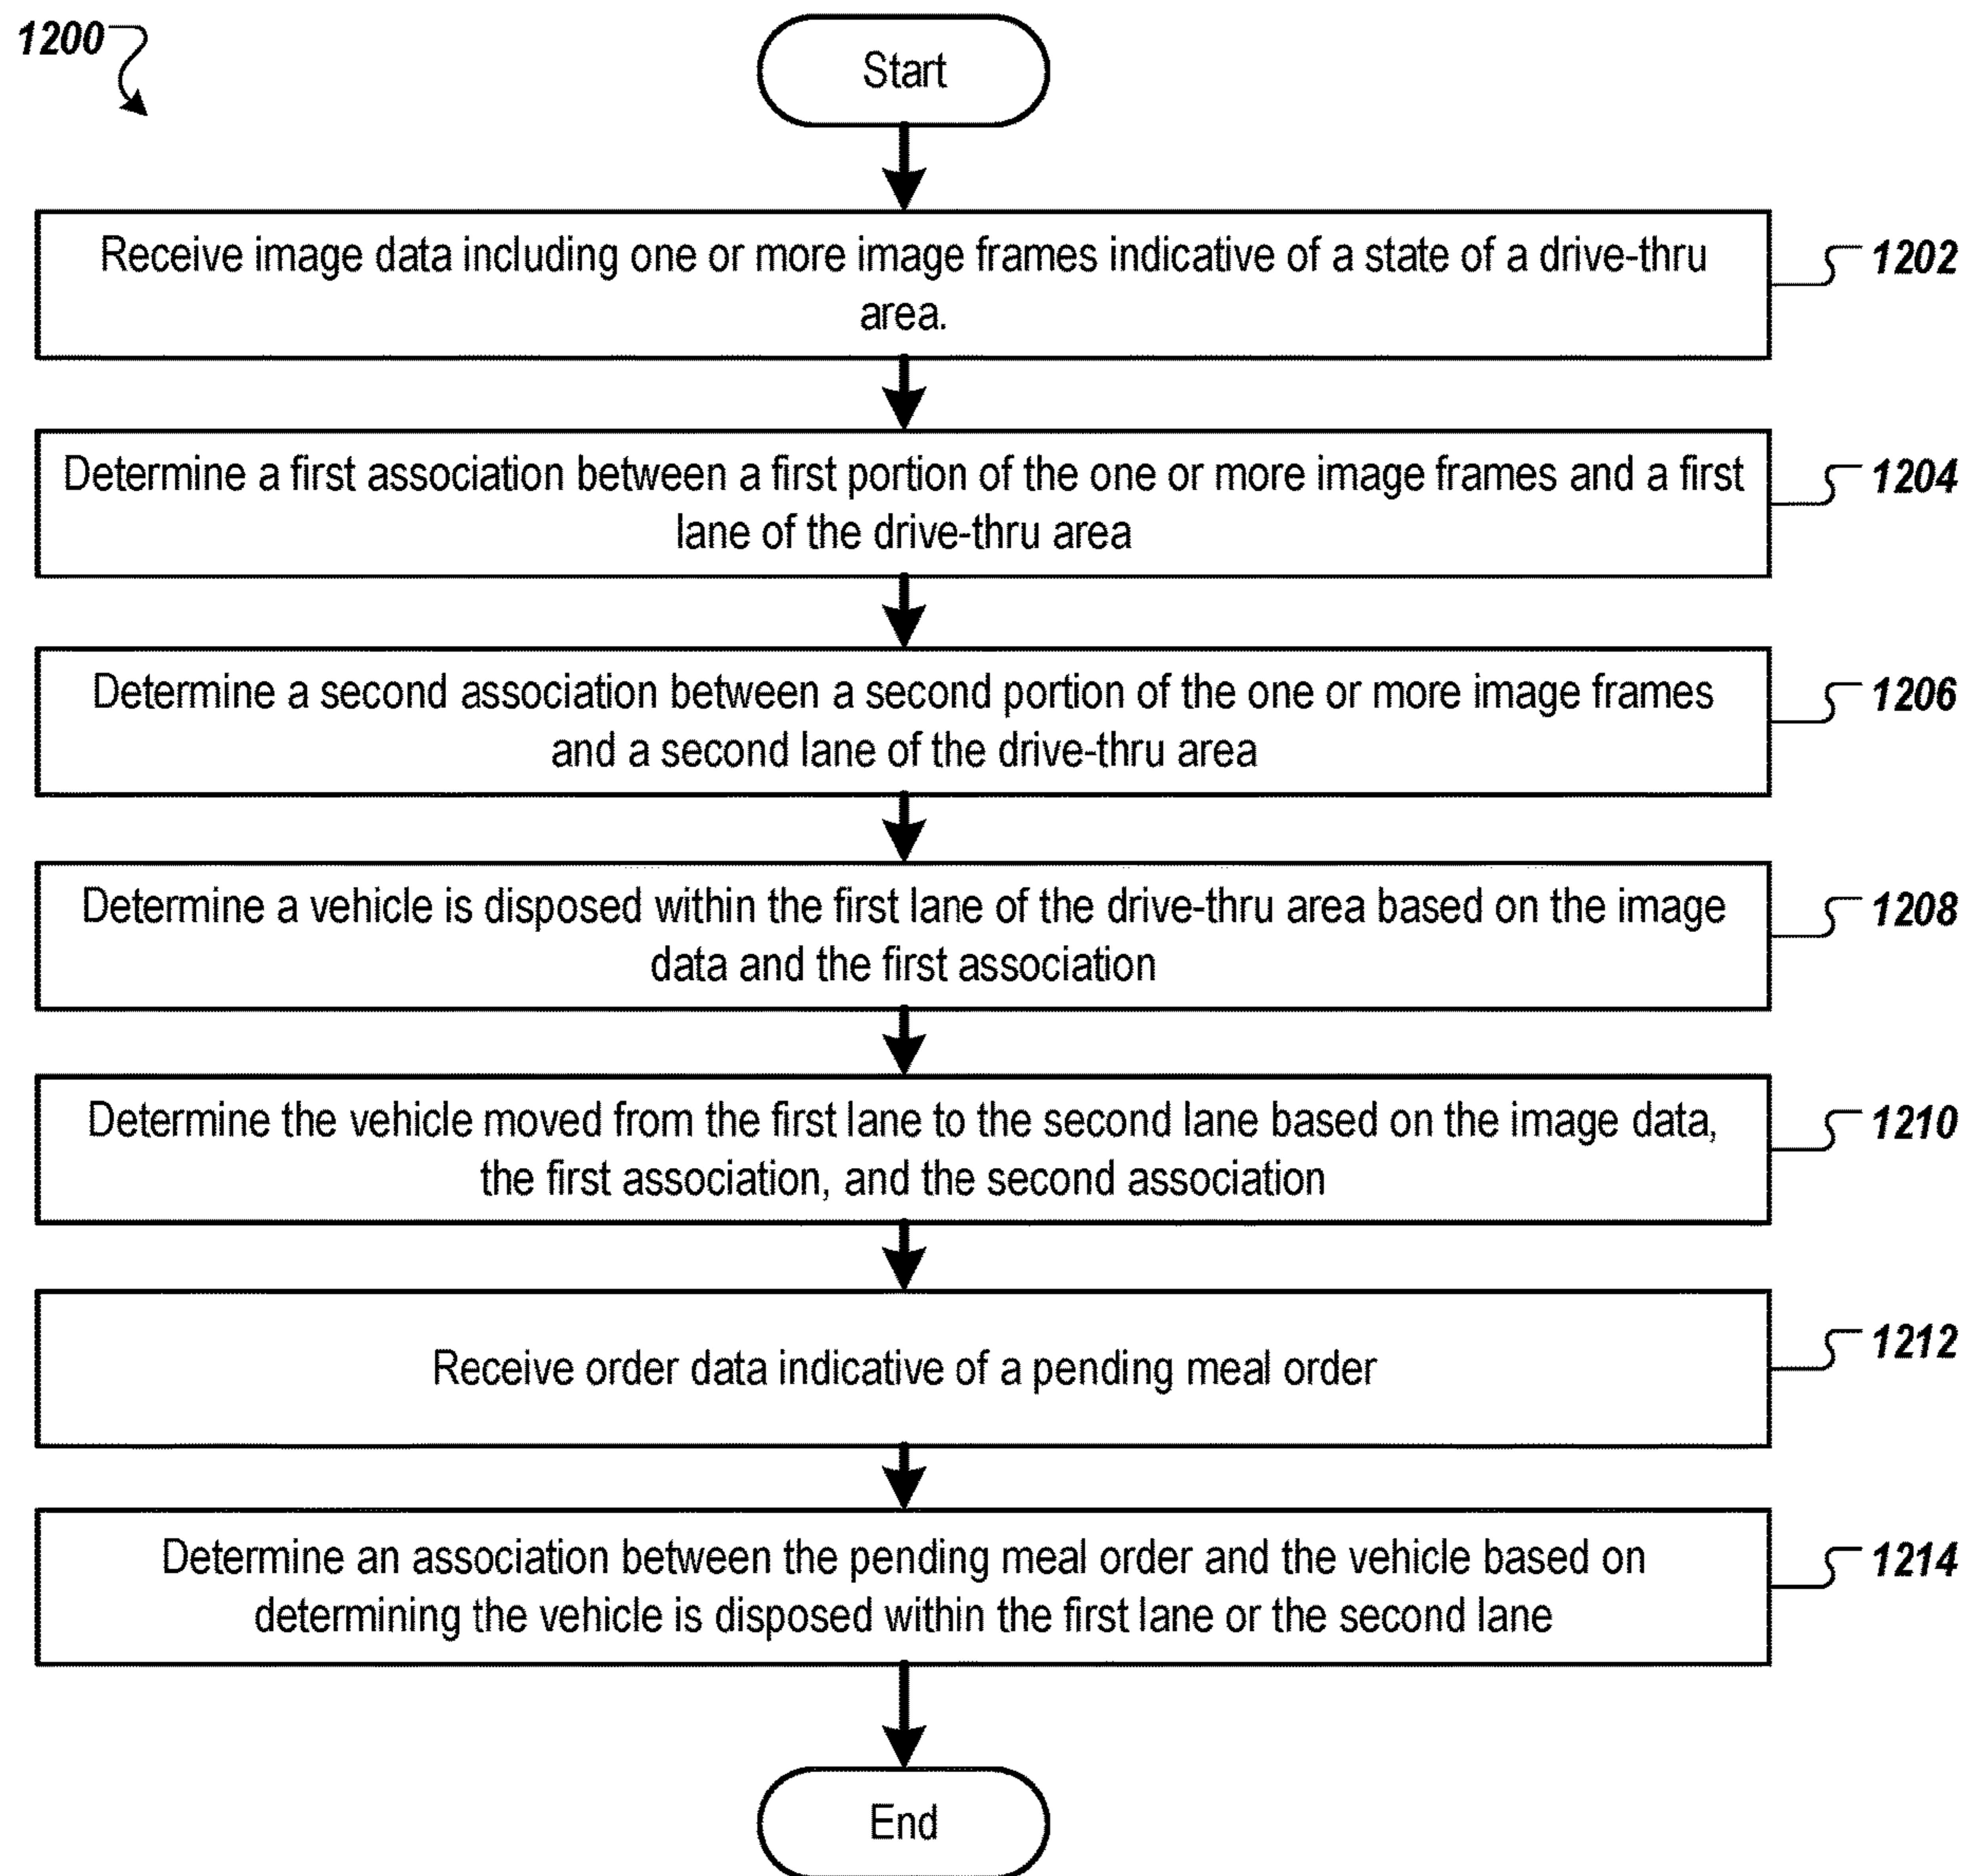 1200
Start
Receive image data including one or more image frames indicative of a state of a drive-thru
area.
1202
Determine a first association between a first portion of the one or more image frames and a first
lane of the drive-thru area
1204
Determine a second association between a second portion of the one or more image frames
and a second lane of the drive-thru area
1206
Determine a vehicle is disposed within the first lane of the drive-thru area based on the image
data and the first association
1208
Determine the vehicle moved from the first lane to the second lane based on the image data,
the first association, and the second association
1210
Receive order data indicative of a pending meal order
1212
Determine an association between the pending meal order and the vehicle based on
determining the vehicle is disposed within the first lane or the second lane
1214
End